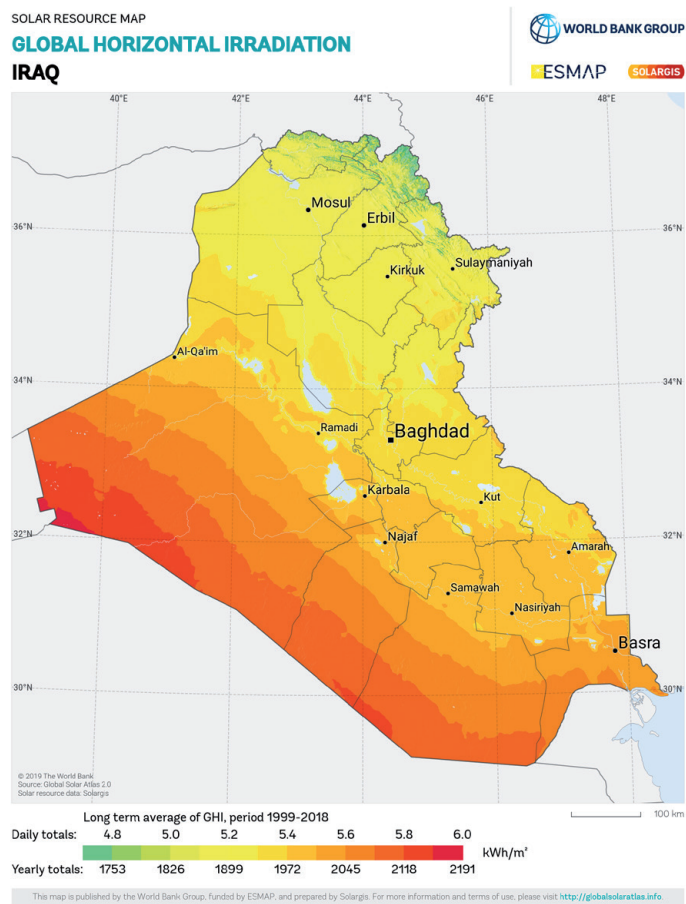 SOLAR RESOURCE MAP
GLOBAL HORIZONTAL IRRADIATION
IRAQ
WORLD BANK GROUP
ESMAP
SOLARGIS
40°E 42°E 44°E 46°E 48°E
Mosul
Erbil
36°N 36°N
Sulaymaniyah
Kirkuk
Al-Qa'im
34°N 34°N
Ramadi
Baghdad
Karbala
Kut
32°N 32°N
Najaf
Amarah
Samawah
Nasiriyah
Basra
30°N 30°N
© 2019 The World Bank
Source: Global Solar Atlas 2.0
Solar resource data: Solargis
100 km
Long term average of GHI, period 1999-2018
Daily totals: 4.8 5.0 5.2 5.4 5.6 5.8 6.0
kWh/m²
Yearly totals: 1753 1826 1899 1972 2045 2118 2191
This map is published by the World Bank Group, funded by ESMAP, and prepared by Solargis. For more information and terms of use, please visit http://globalsolaratlas.info.